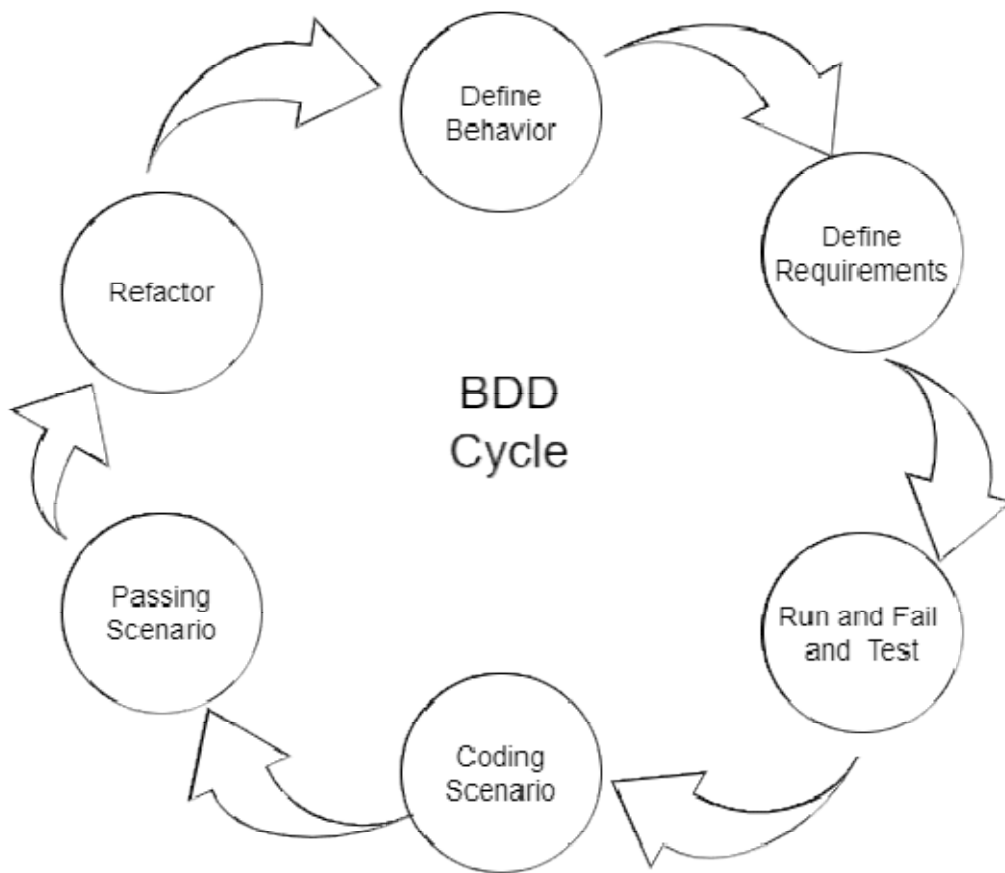 Define
Behavior
Define
Requirements
Refactor
BDD
Cycle
Passing
Scenario
Run and Fail
and Test
Coding
Scenario